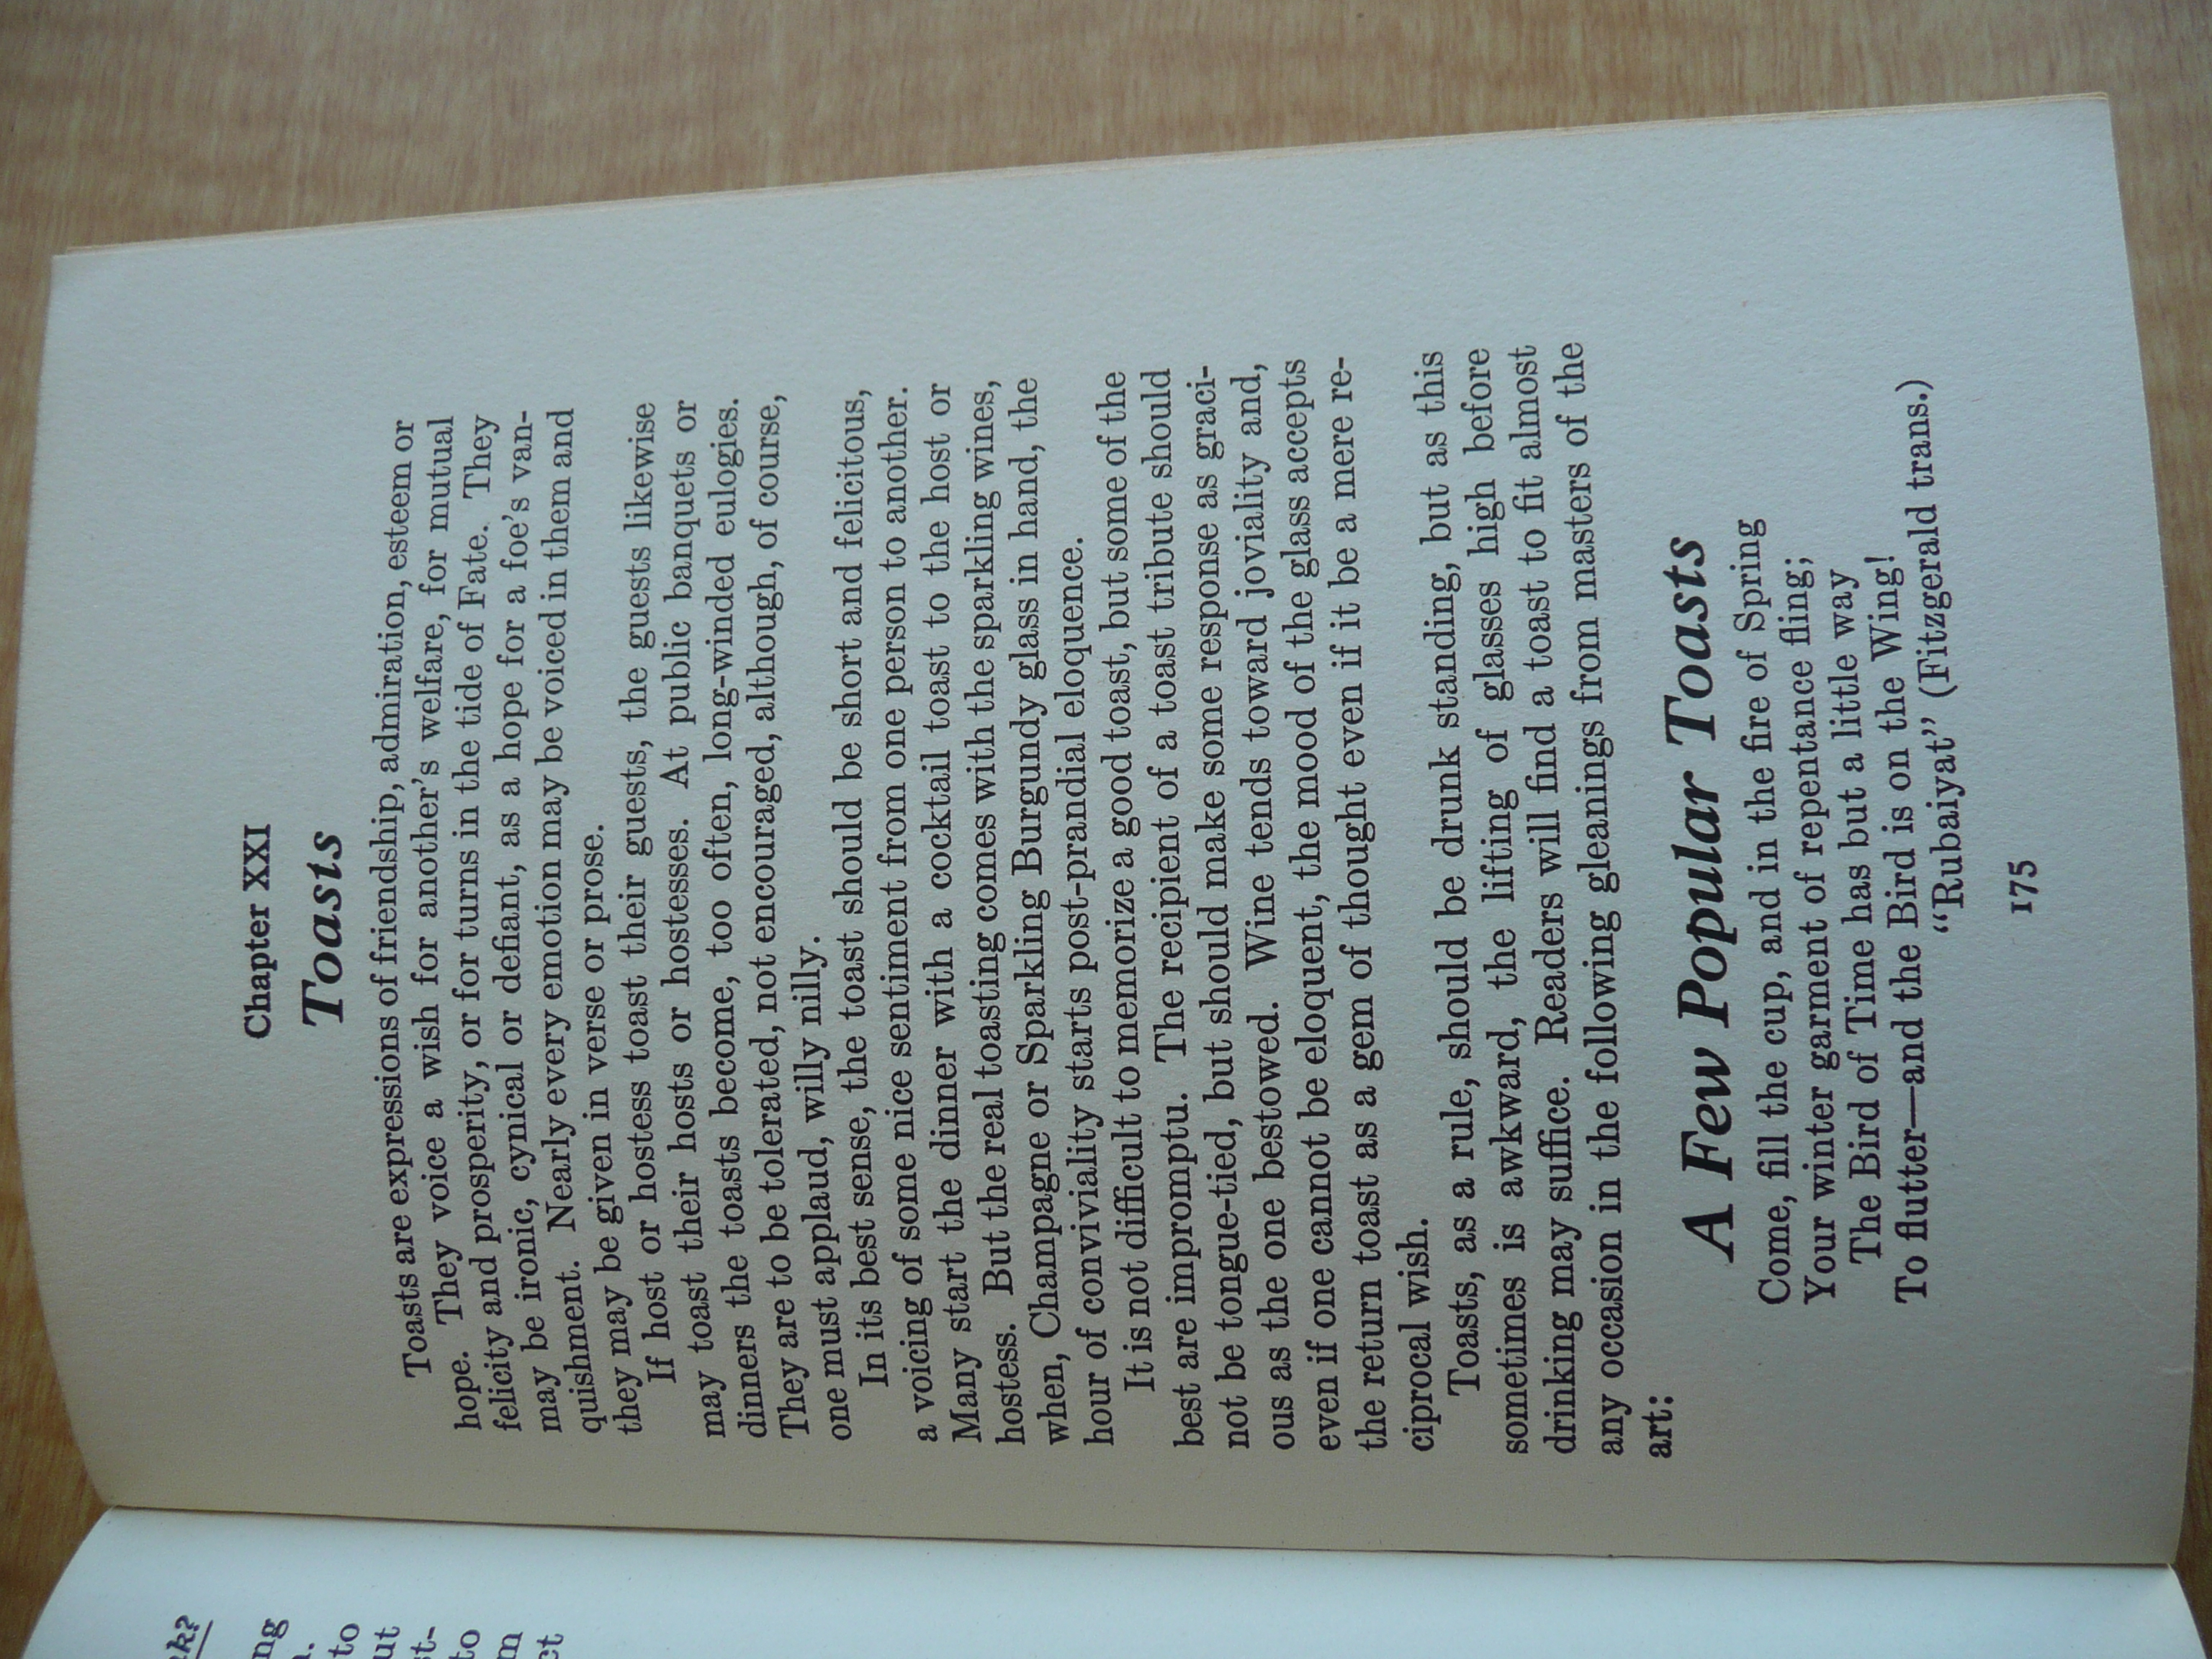 Chapter XXI
Toasts
Toasts are expressions of friendship, admiration, esteem or
hope. They voice a wish for another's welfare, for mutual
felicity and prosperity, or for turns in the tide of Fate. They
may be ironic, cynical or defiant, as a hope for a foe's van-
quishment. Nearly every emotion may be voiced in them and
they may be given in verse or prose.
If host or hostess toast their guests, the guests likewise
may toast their hosts or hostesses. At public banquets or
dinners the toasts become, too often, long-winded eulogies.
They are to be tolerated, not encouraged, although, of course,
one must applaud, willy nilly.
In its best sense, the toast should be short and felicitous,
a voicing of some nice sentiment from one person to another.
Many start the dinner with a cocktail toast to the host or
hostess. But the real toasting comes with the sparkling wines,
when, Champagne or Sparkling Burgundy glass in hand, the
hour of conviviality starts post-prandial eloquence.
It is not difficult to memorize a good toast, but some of the
best are impromptu. The recipient of a toast tribute should
not be tongue-tied, but should make some response as graci-
ous as the one bestowed. Wine tends toward joviality and,
even if one cannot be eloquent, the mood of the glass accepts
the return toast as a gem of thought even if it be a mere re-
ciprocal wish.
Toasts, as a rule, should be drunk standing, but as this
sometimes is awkward, the lifting of glasses high before
drinking may suffice. Readers will find a toast to fit almost
any occasion in the following gleanings from masters of the
art:
A Few Popular Toasts
Come, fill the cup, and in the fire of Spring
Your winter garment of repentance fling;
The Bird of Time has but a little way
To flutter—and the Bird is on the Wing!
"Rubaiyat" (Fitzgerald trans.)
175